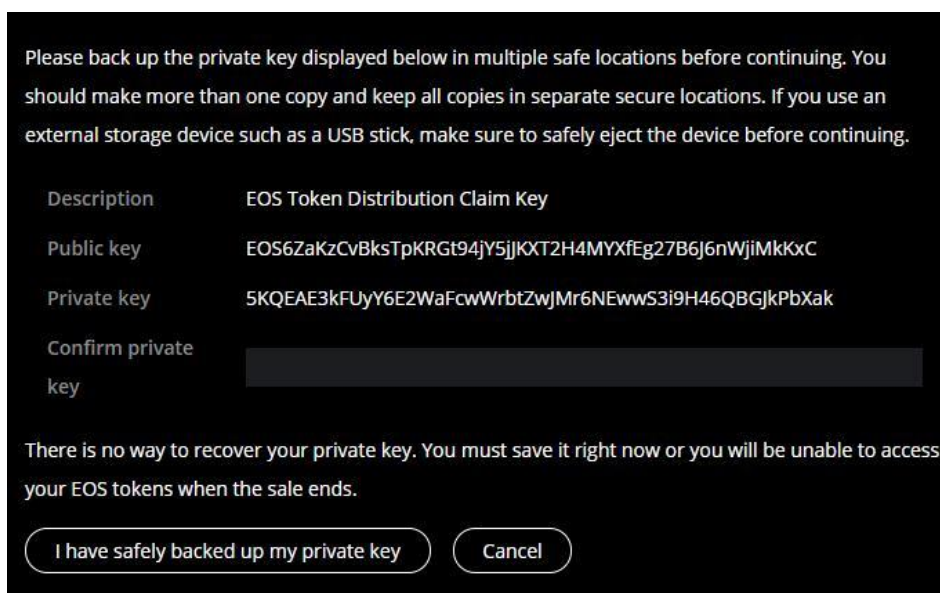 Please back up the private key displayed below in multiple safe locations before continuing. You
should make more than one copy and keep all copies in separate secure locations. If you use an
external storage device such as a USB stick, make sure to safely eject the device before continuing.
Description EOS Token Distribution Claim Key
Public key EOS6ZaKzCvBksTpKRGt94jY5jJKXT2H4MYXfEg27B6J6nWjiMkKxC
Private key 5KQEAE3kFUyY6E2WaFcwWrbtZwJMr6NEwwS3i9H46QBGJkPbXak
Confirm private
key
There is no way to recover your private key. You must save it right now or you will be unable to access
your EOS tokens when the sale ends.
I have safely backed up my private key Cancel